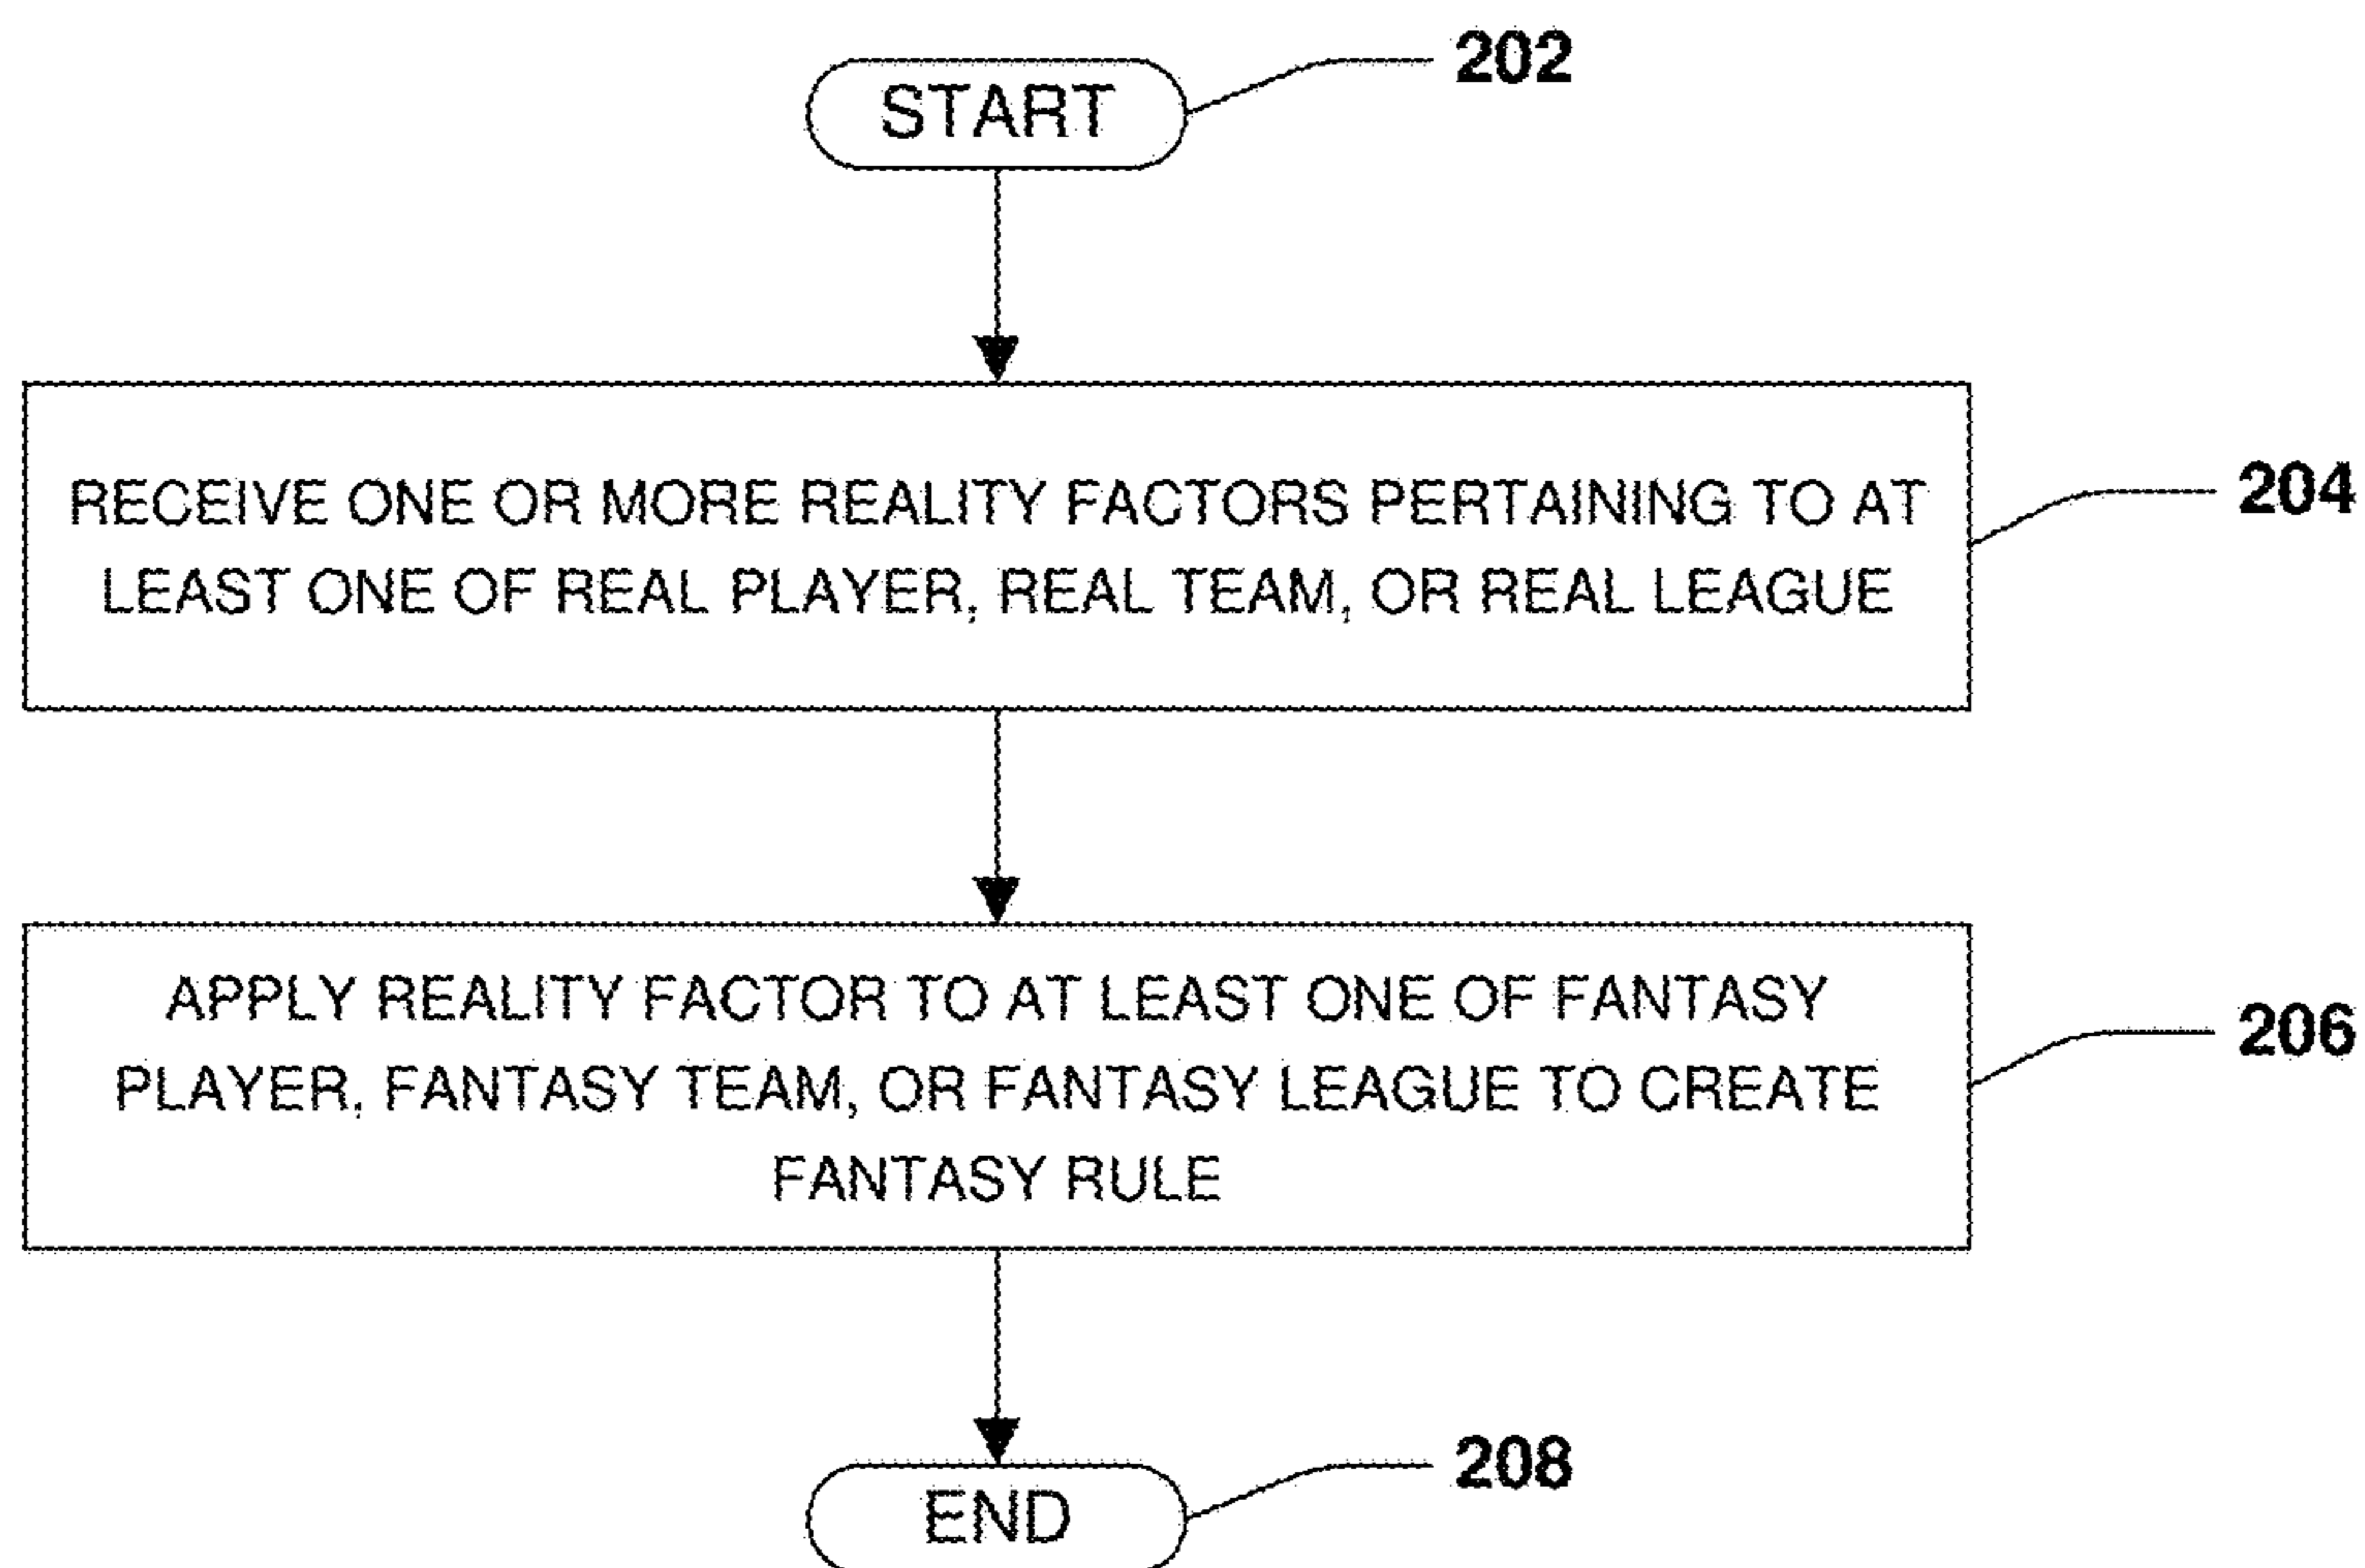 202
START
RECEIVE ONE OR MORE REALITY FACTORS PERTAINING TO AT
LEAST ONE OF REAL PLAYER, REAL TEAM, OR REAL LEAGUE
204
APPLY REALITY FACTOR TO AT LEAST ONE OF FANTASY
PLAYER, FANTASY TEAM, OR FANTASY LEAGUE TO CREATE
FANTASY RULE
206
208
END